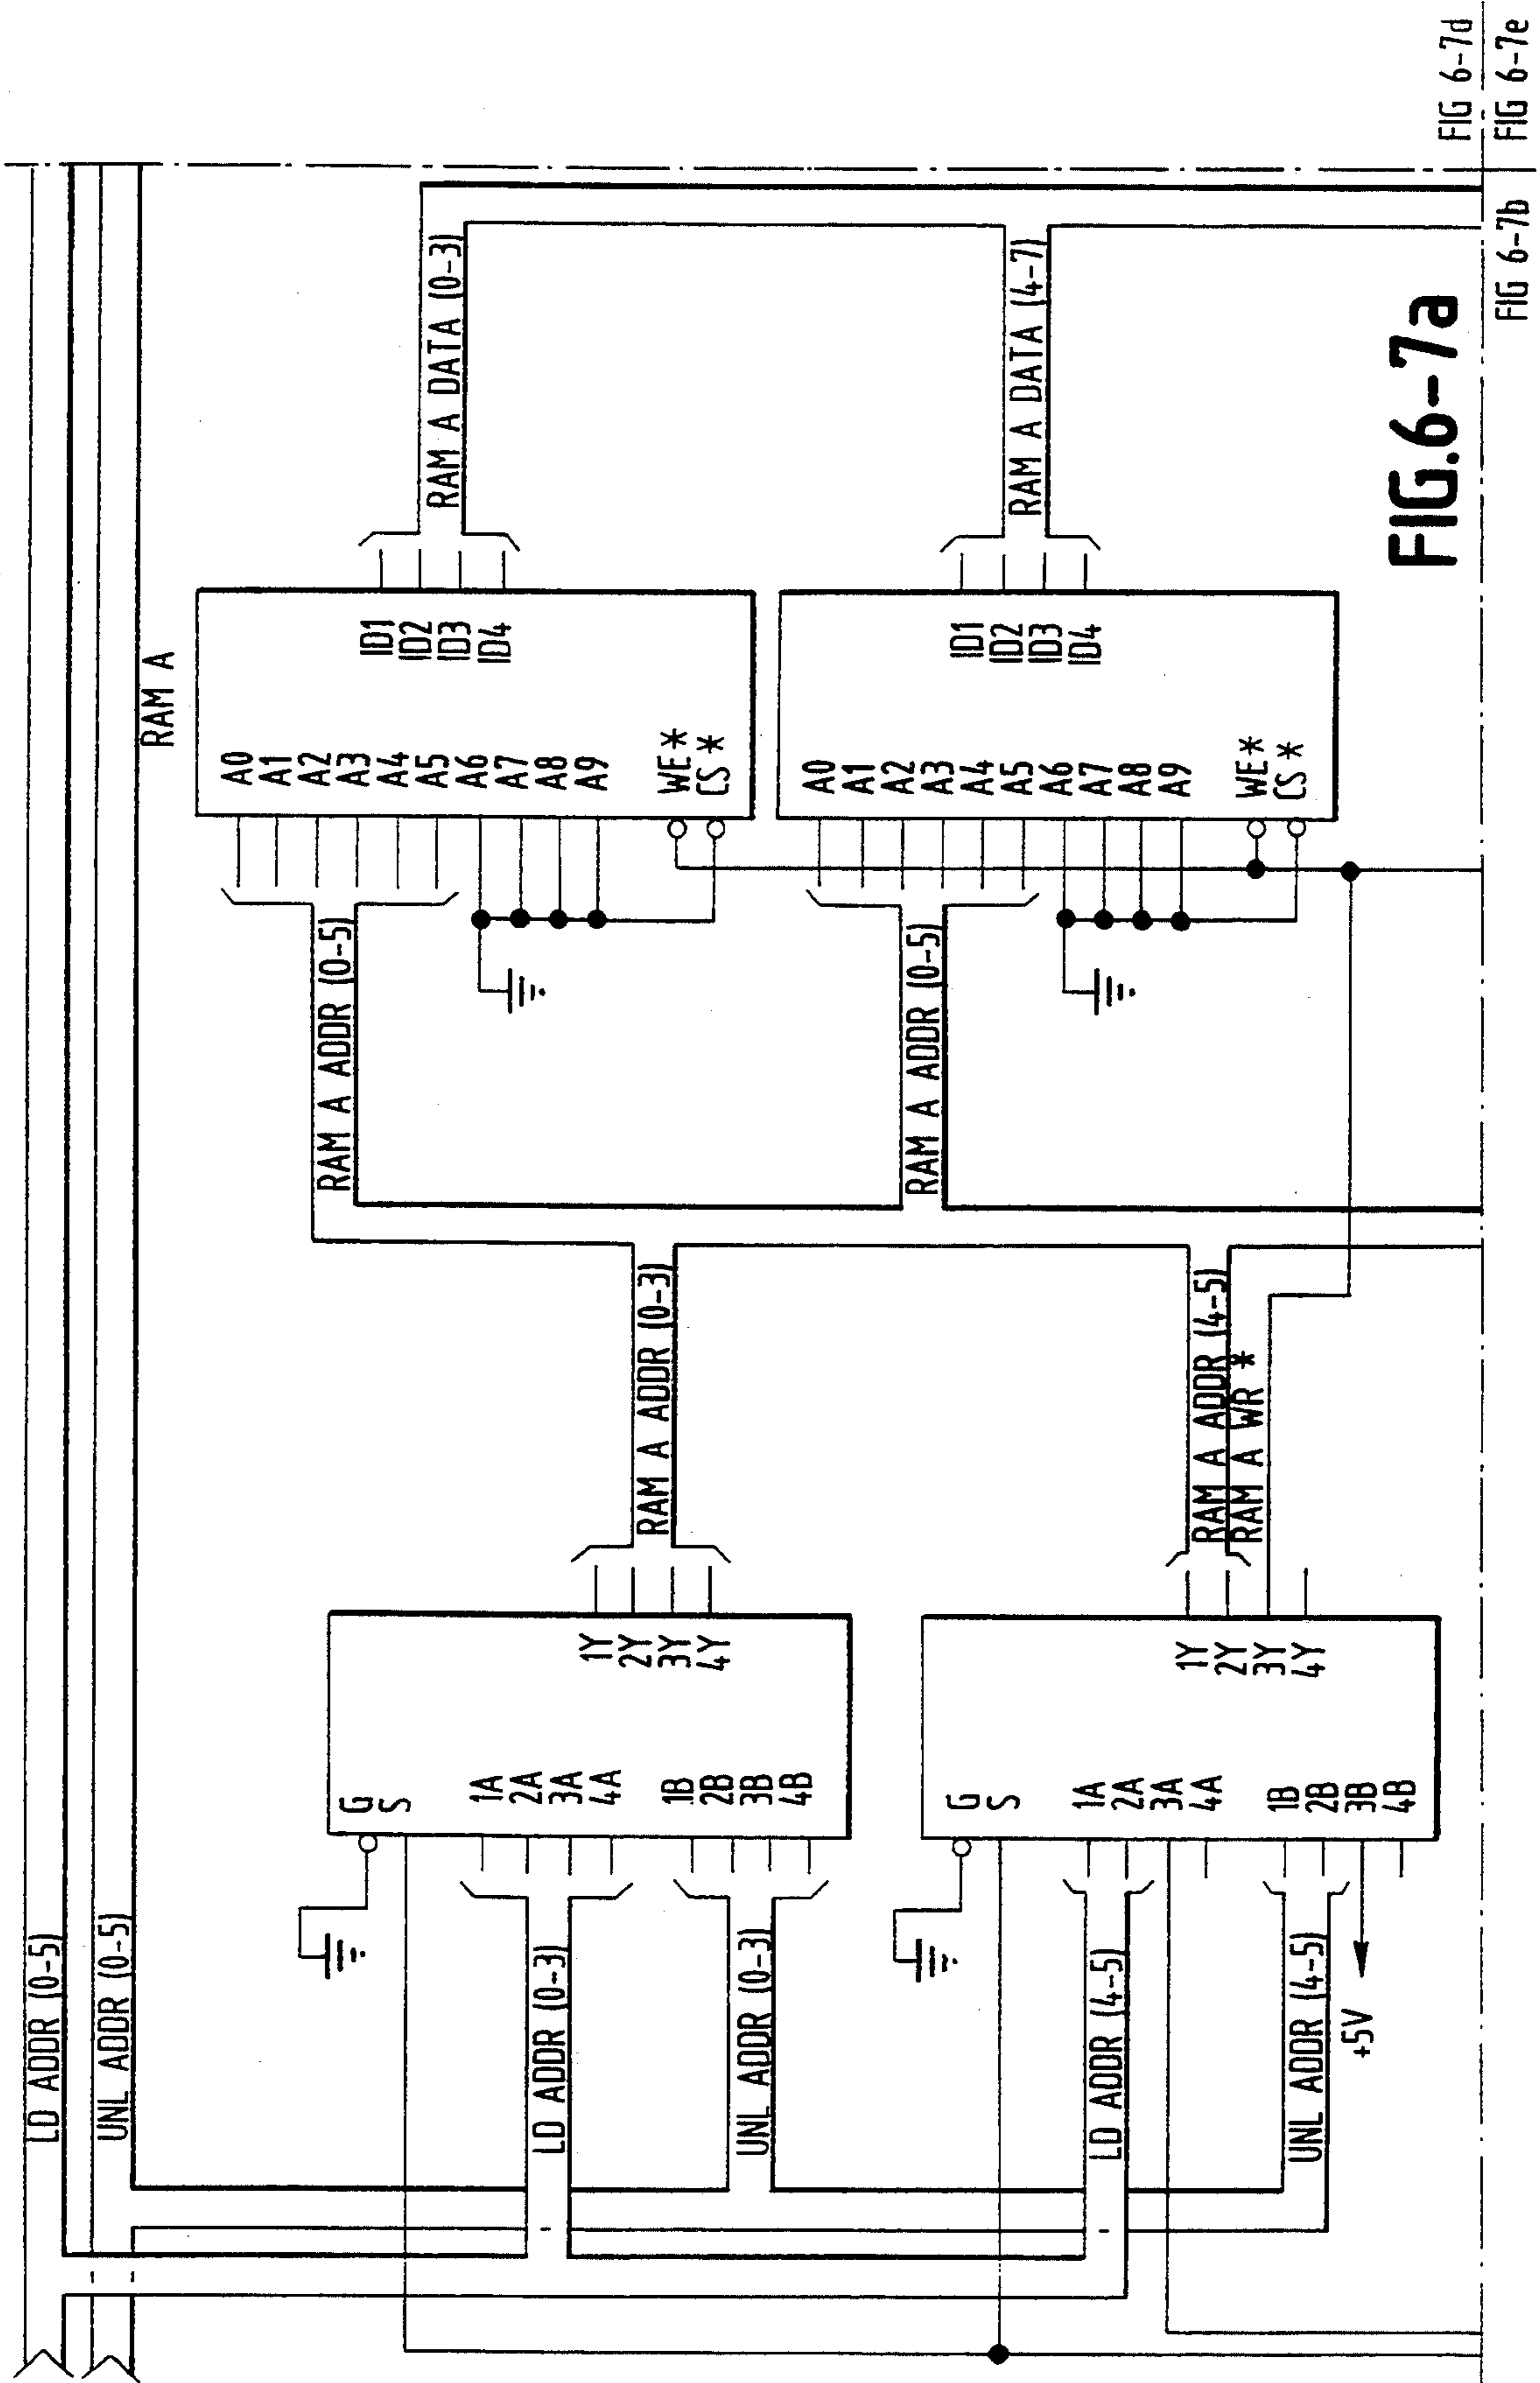 LD ADDR (0-5)
UNL ADDR (0-5)
RAM A
G
S
1A
2A
3A
4A
1B
2B
3B
4B
1Y
2Y
3Y
4Y
LD ADDR (0-3)
UNL ADDR (0-3)
RAM A ADDR (0-3)
RAM A ADDR (0-5)
A0
A1
A2
A3
A4
A5
A6
A7
A8
A9
WE*
CS*
ID1
ID2
ID3
ID4
RAM A DATA (0-3)
G
S
1A
2A
3A
4A
1B
2B
3B
4B
1Y
2Y
3Y
4Y
LD ADDR (4-5)
UNL ADDR (4-5)
+5V
RAM A ADDR (4-5)
RAM A WR *
RAM A ADDR (0-5)
A0
A1
A2
A3
A4
A5
A6
A7
A8
A9
WE*
CS*
ID1
ID2
ID3
ID4
RAM A DATA (4-7)
FIG.6-7a
FIG 6-7d
FIG 6-7b
FIG 6-7e